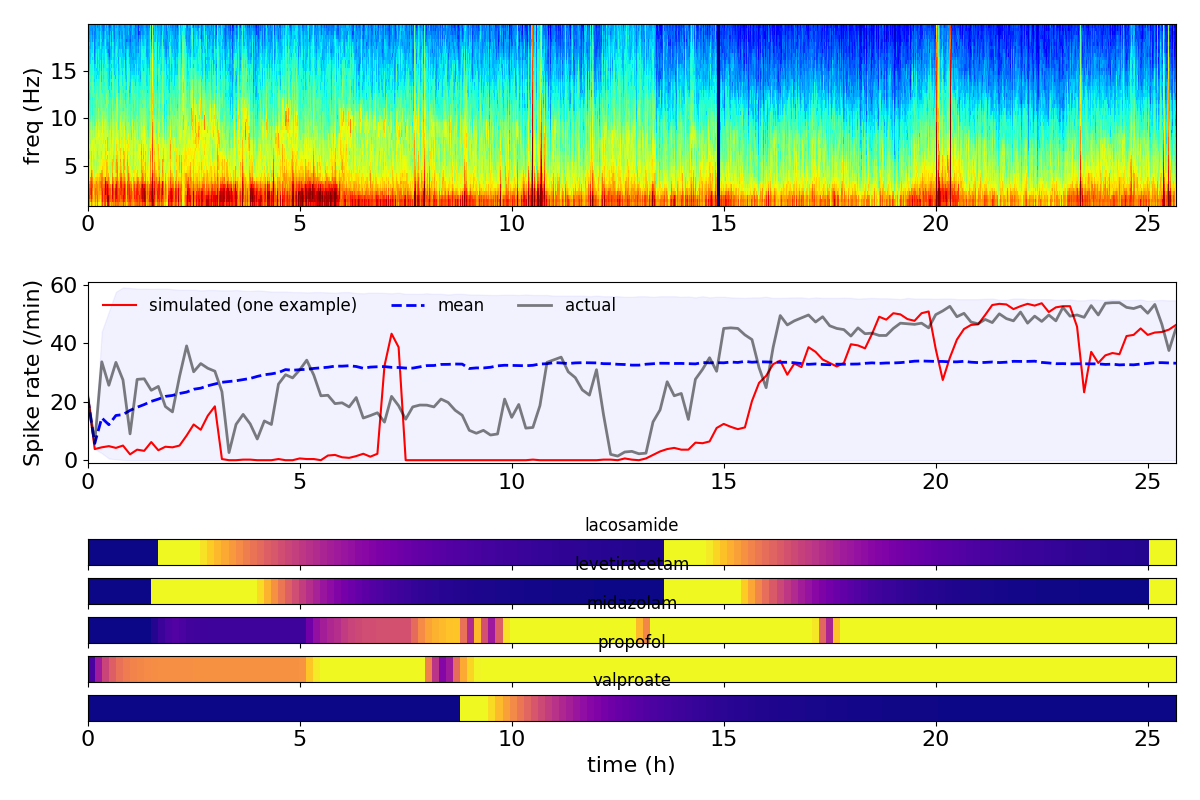 freq (Hz)
15
10
5
0 5 10 15 20 25
Spike rate (/min)
60
40
20
0
simulated (one example) mean actual
0 5 10 15 20 25
lacosamide
levetiracetam
midazolam
propofol
valproate
0 5 10 15 20 25
time (h)